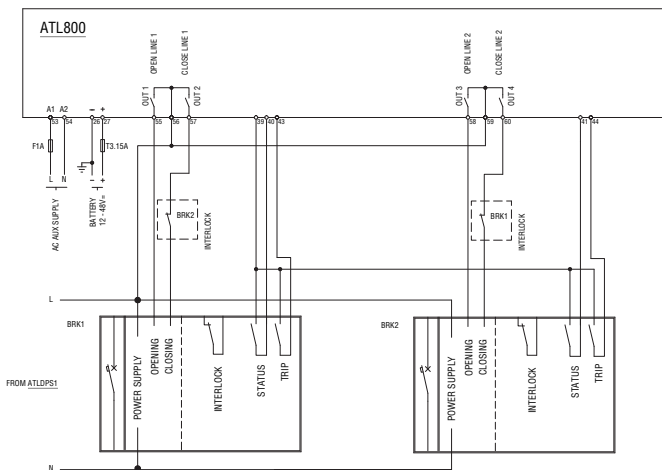 ATL800
OPEN LINE 1
CLOSE LINE 1
OPEN LINE 2
CLOSE LINE 2
OUT 1
OUT 2
OUT 3
OUT 4
A1 A2 – +
53 54 26 27 55 56 57 39 40 43 58 59 60 41 44
F1A
T3.15A
L N – +
AC AUX SUPPLY
BATTERY
12 - 48V=
BRK2
INTERLOCK
BRK1
INTERLOCK
L
BRK1
BRK2
FROM ATLDPS1
POWER SUPPLY
OPENING
CLOSING
INTERLOCK
STATUS
TRIP
POWER SUPPLY
OPENING
CLOSING
INTERLOCK
STATUS
TRIP
N